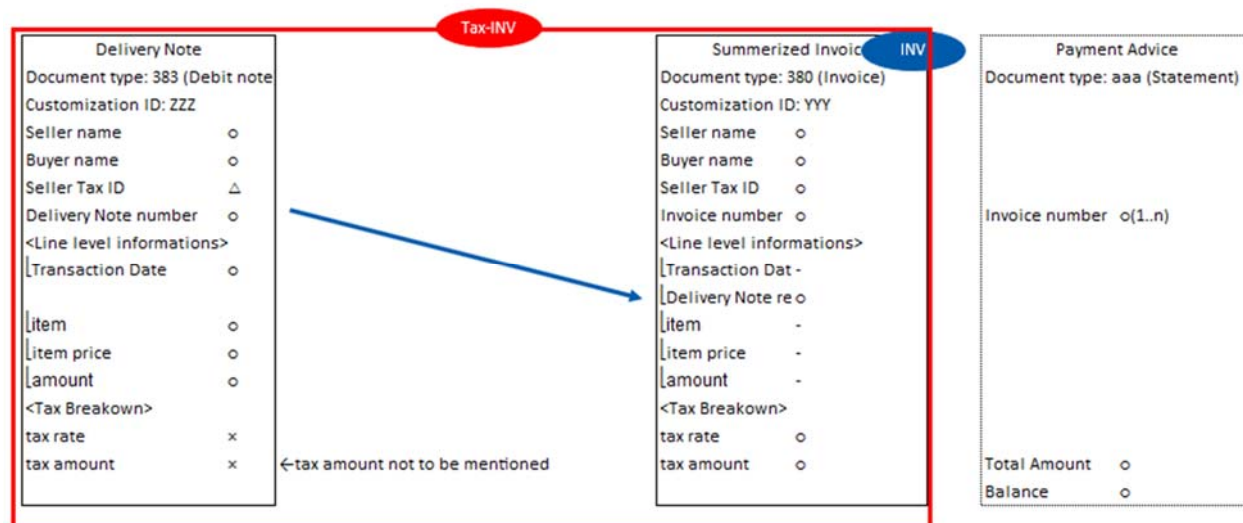 Tax-INV
Delivery Note
Document type: 383 (Debit note
Customization ID: ZZZ
Seller name ○
Buyer name ○
Seller Tax ID △
Delivery Note number ○
<Line level informations>
⌊Transaction Date ○
⌊item ○
⌊item price ○
⌊amount ○
<Tax Breakown>
tax rate ×
tax amount × ←tax amount not to be mentioned
INV
Summerized Invoic
Document type: 380 (Invoice)
Customization ID: YYY
Seller name ○
Buyer name ○
Seller Tax ID ○
Invoice number ○
<Line level informations>
⌊Transaction Dat -
⌊Delivery Note re ○
⌊item -
⌊item price -
⌊amount -
<Tax Breakown>
tax rate ○
tax amount ○
Payment Advice
Document type: aaa (Statement)
Invoice number ○(1..n)
Total Amount ○
Balance ○